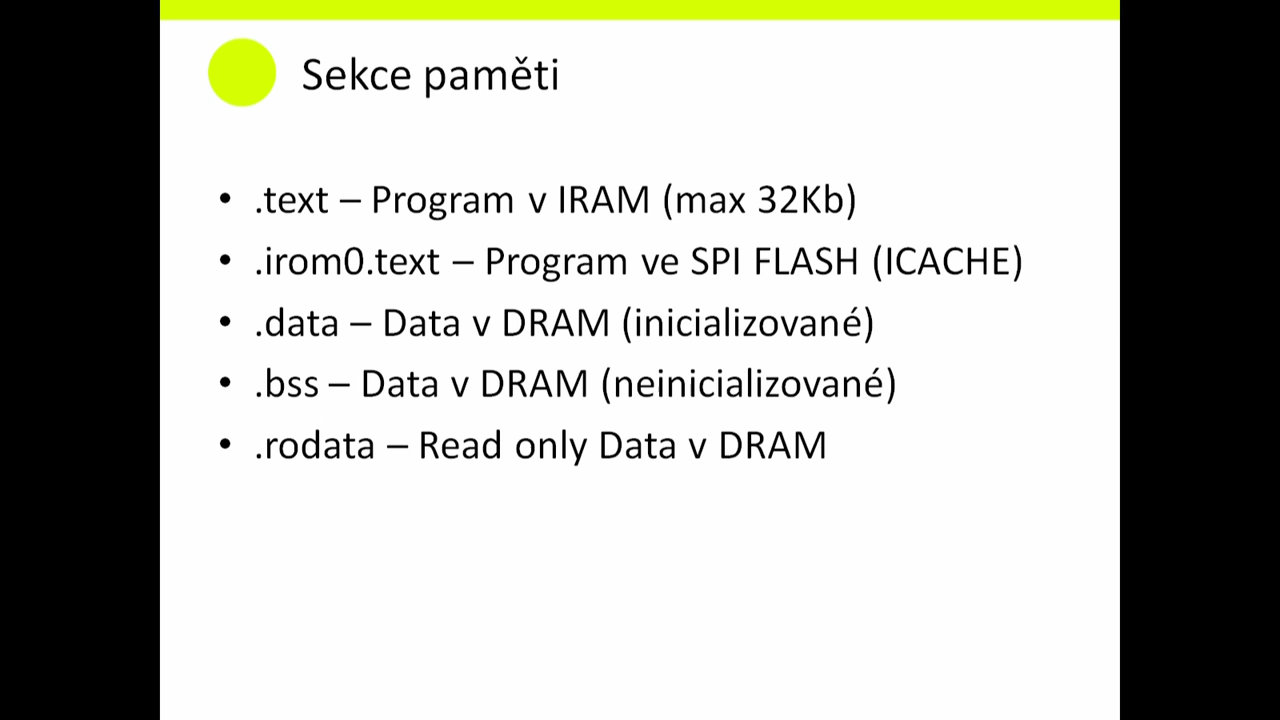 Sekce paměti
• .text – Program v IRAM (max 32Kb)
• .irom0.text – Program ve SPI FLASH (ICACHE)
• .data – Data v DRAM (inicializované)
• .bss – Data v DRAM (neinicializované)
• .rodata – Read only Data v DRAM